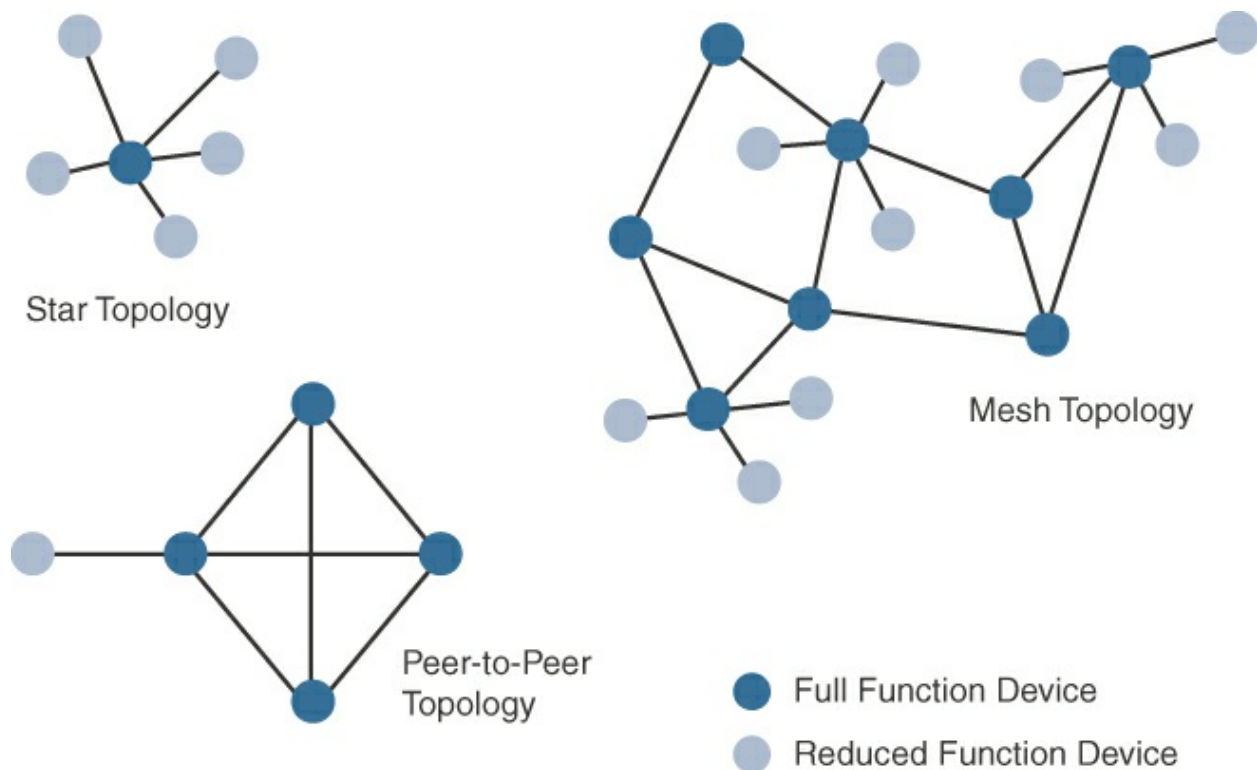 Star Topology
Mesh Topology
Peer-to-Peer
Topology
Full Function Device
Reduced Function Device